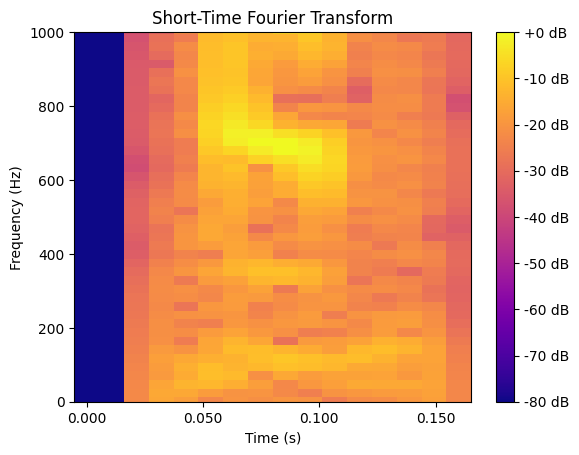 Short-Time Fourier Transform
1000
800
600
400
200
0
Frequency (Hz)
0.000
0.050
0.100
0.150
Time (s)
+0 dB
-10 dB
-20 dB
-30 dB
-40 dB
-50 dB
-60 dB
-70 dB
-80 dB